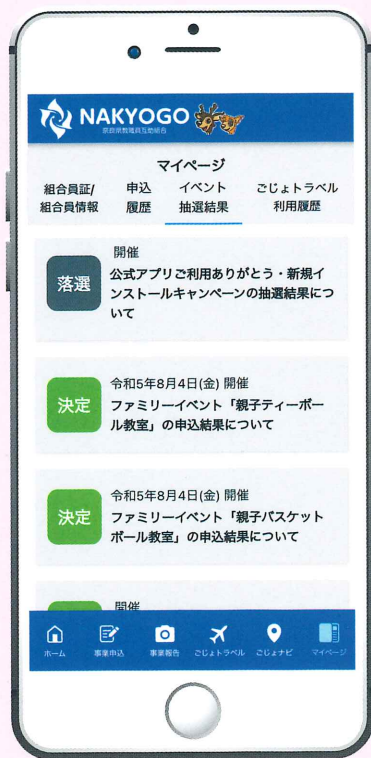 NAKYOGO
奈良県教職員互助組合
マイページ
組合員証/
組合員情報
申込
履歴
イベント
抽選結果
ごじょトラベル
利用履歴
落選
開催
公式アプリご利用ありがとう・新規イ
ンストールキャンペーンの抽選結果につ
いて
決定
令和5年8月4日(金) 開催
ファミリーイベント「親子ティーボー
ル教室」の申込結果について
決定
令和5年8月4日(金) 開催
ファミリーイベント「親子バスケット
ボール教室」の申込結果について
開催
ホーム
事業申込
事業報告
ごじょトラベル
ごじょナビ
マイページ